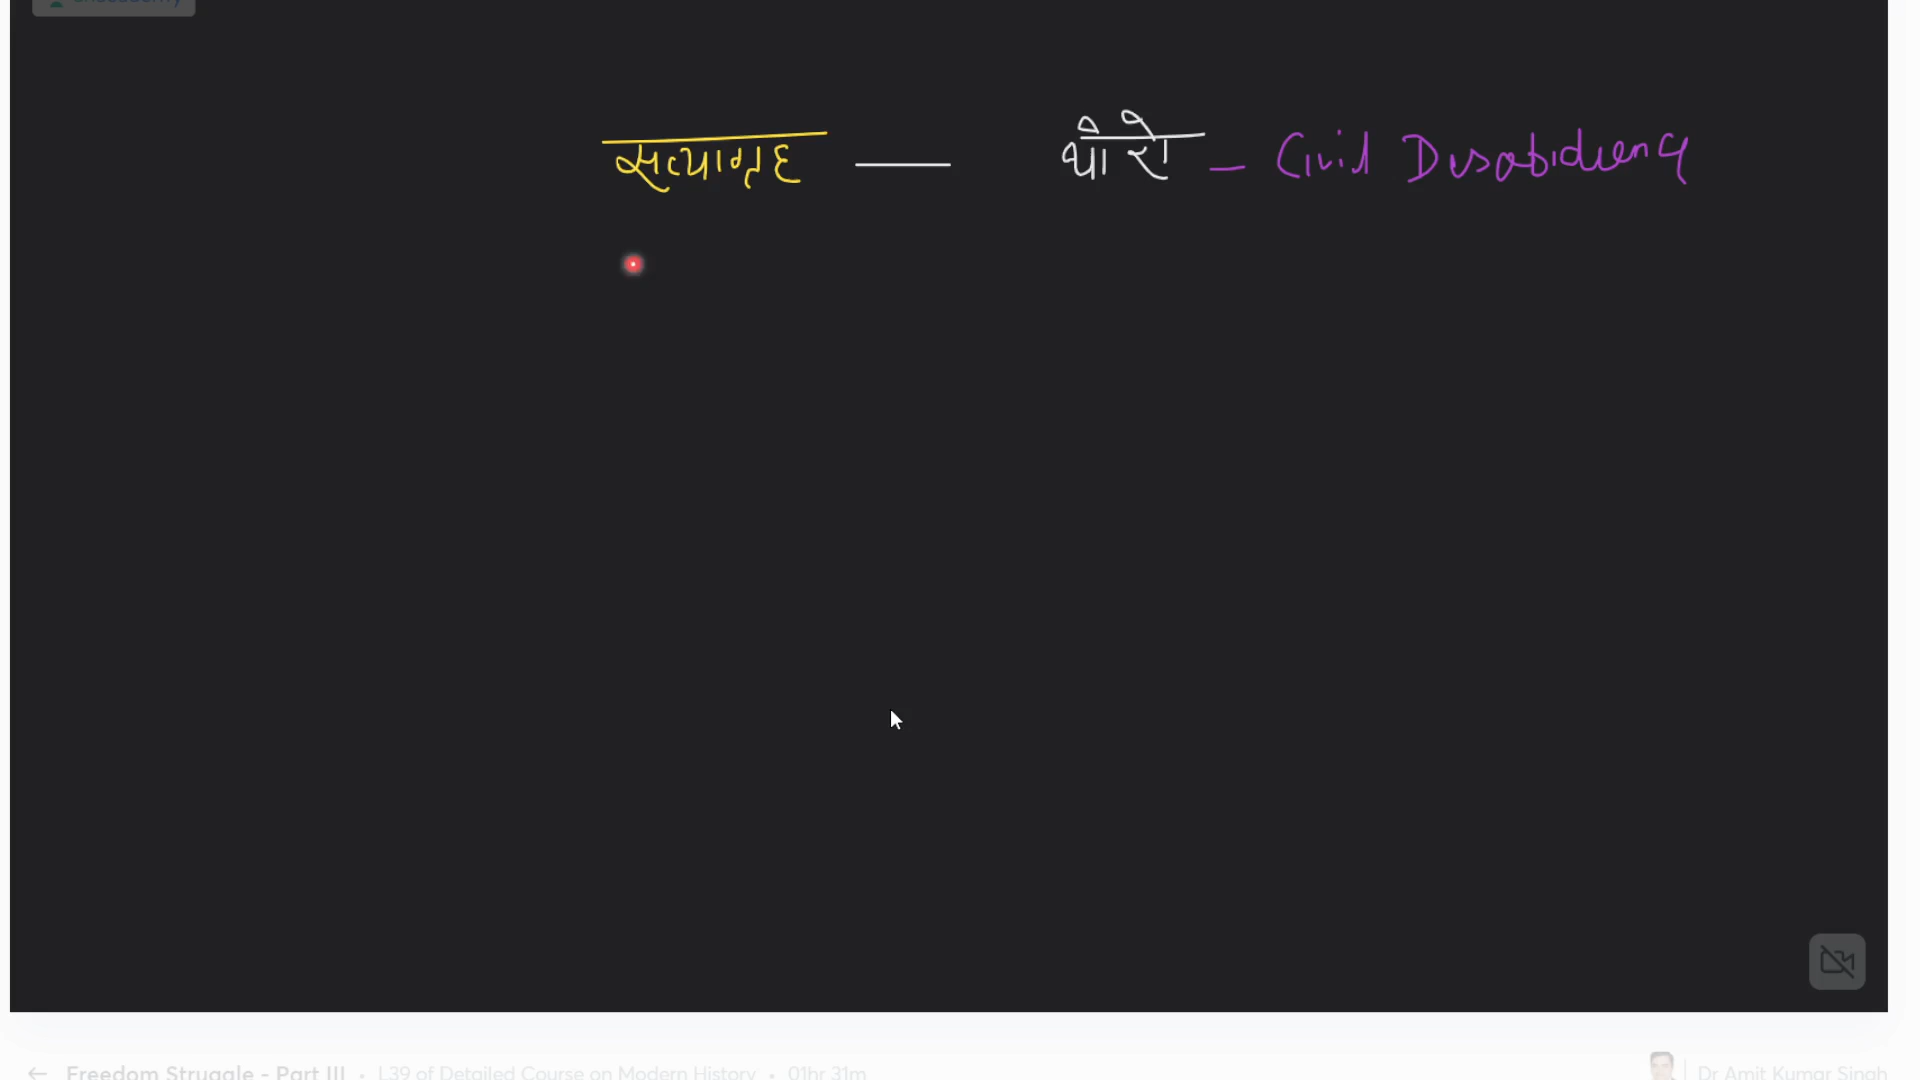 सत्याग्रह — थोरो - Civil Disobidiency
← Freedom Struggle - Part III • L39 of Detailed Course on Modern History • 01hr 31m
Dr Amit Kumar Singh